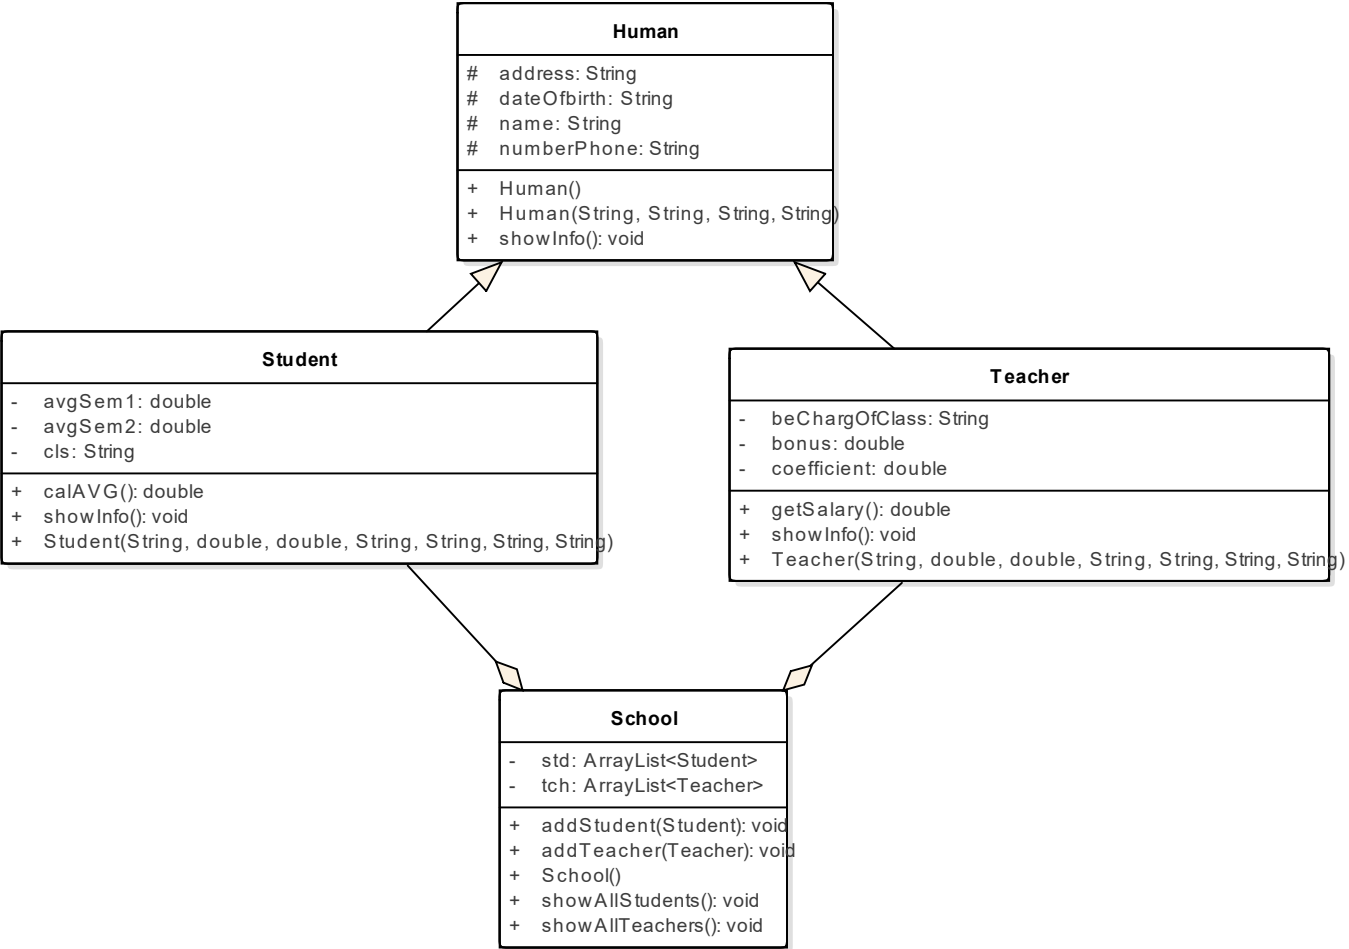 Human
# address: String
# dateOfbirth: String
# name: String
# numberPhone: String
+ Human()
+ Human(String, String, String, String)
+ showInfo(): void
Student
- avgSem1: double
- avgSem2: double
- cls: String
+ calAVG(): double
+ showInfo(): void
+ Student(String, double, double, String, String, String, String)
Teacher
- beChargOfClass: String
- bonus: double
- coefficient: double
+ getSalary(): double
+ showInfo(): void
+ Teacher(String, double, double, String, String, String, String)
School
- std: ArrayList<Student>
- tch: ArrayList<Teacher>
+ addStudent(Student): void
+ addTeacher(Teacher): void
+ School()
+ showAllStudents(): void
+ showAllTeachers(): void